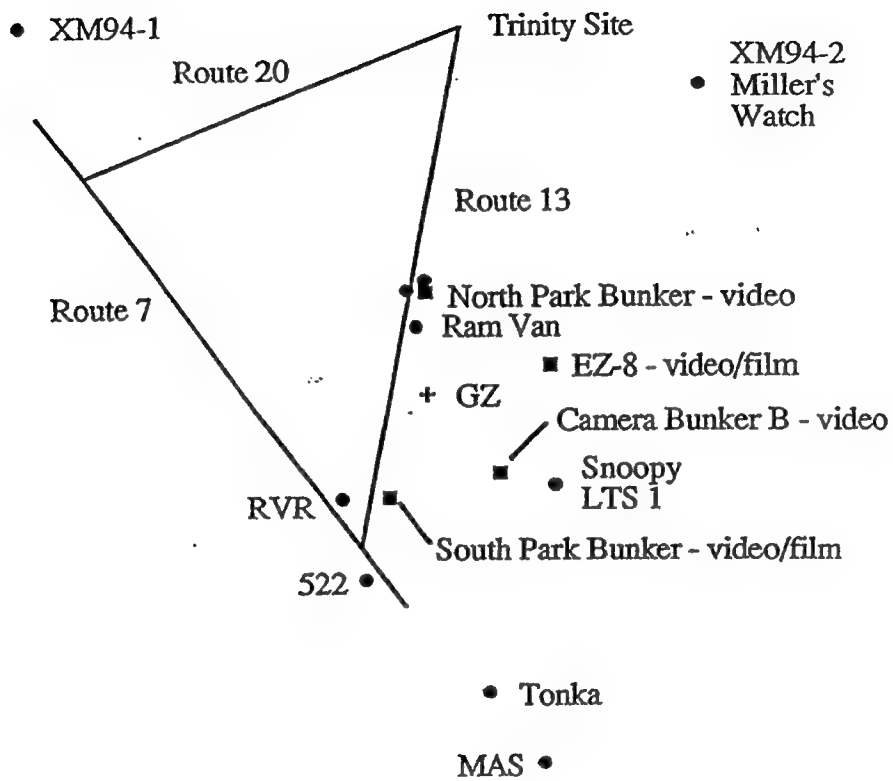 XM94-1
Trinity Site
Route 20
XM94-2
Miller's
Watch
Route 13
Route 7
North Park Bunker - video
Ram Van
EZ-8 - video/film
GZ
Camera Bunker B - video
Snoopy
LTS 1
RVR
South Park Bunker - video/film
522
Tonka
MAS